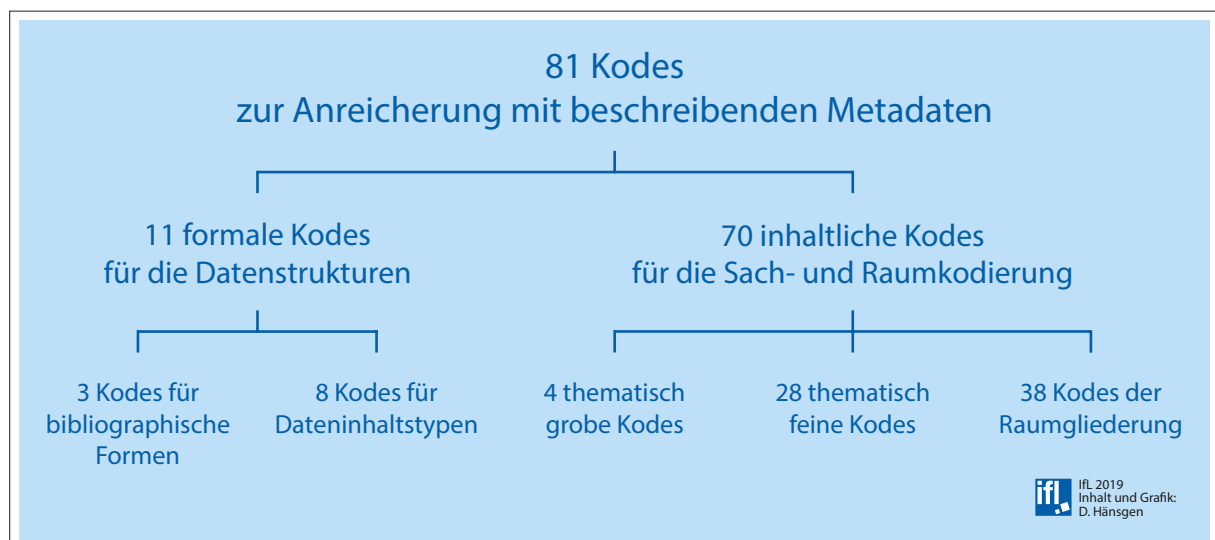 81 Kodes
zur Anreicherung mit beschreibenden Metadaten
11 formale Kodes
für die Datenstrukturen
70 inhaltliche Kodes
für die Sach- und Raumkodierung
3 Kodes für
bibliographische
Formen
8 Kodes für
Dateninhaltstypen
4 thematisch
grobe Kodes
28 thematisch
feine Kodes
38 Kodes der
Raumgliederung
ifl
IfL 2019
Inhalt und Grafik:
D. Hänsgen